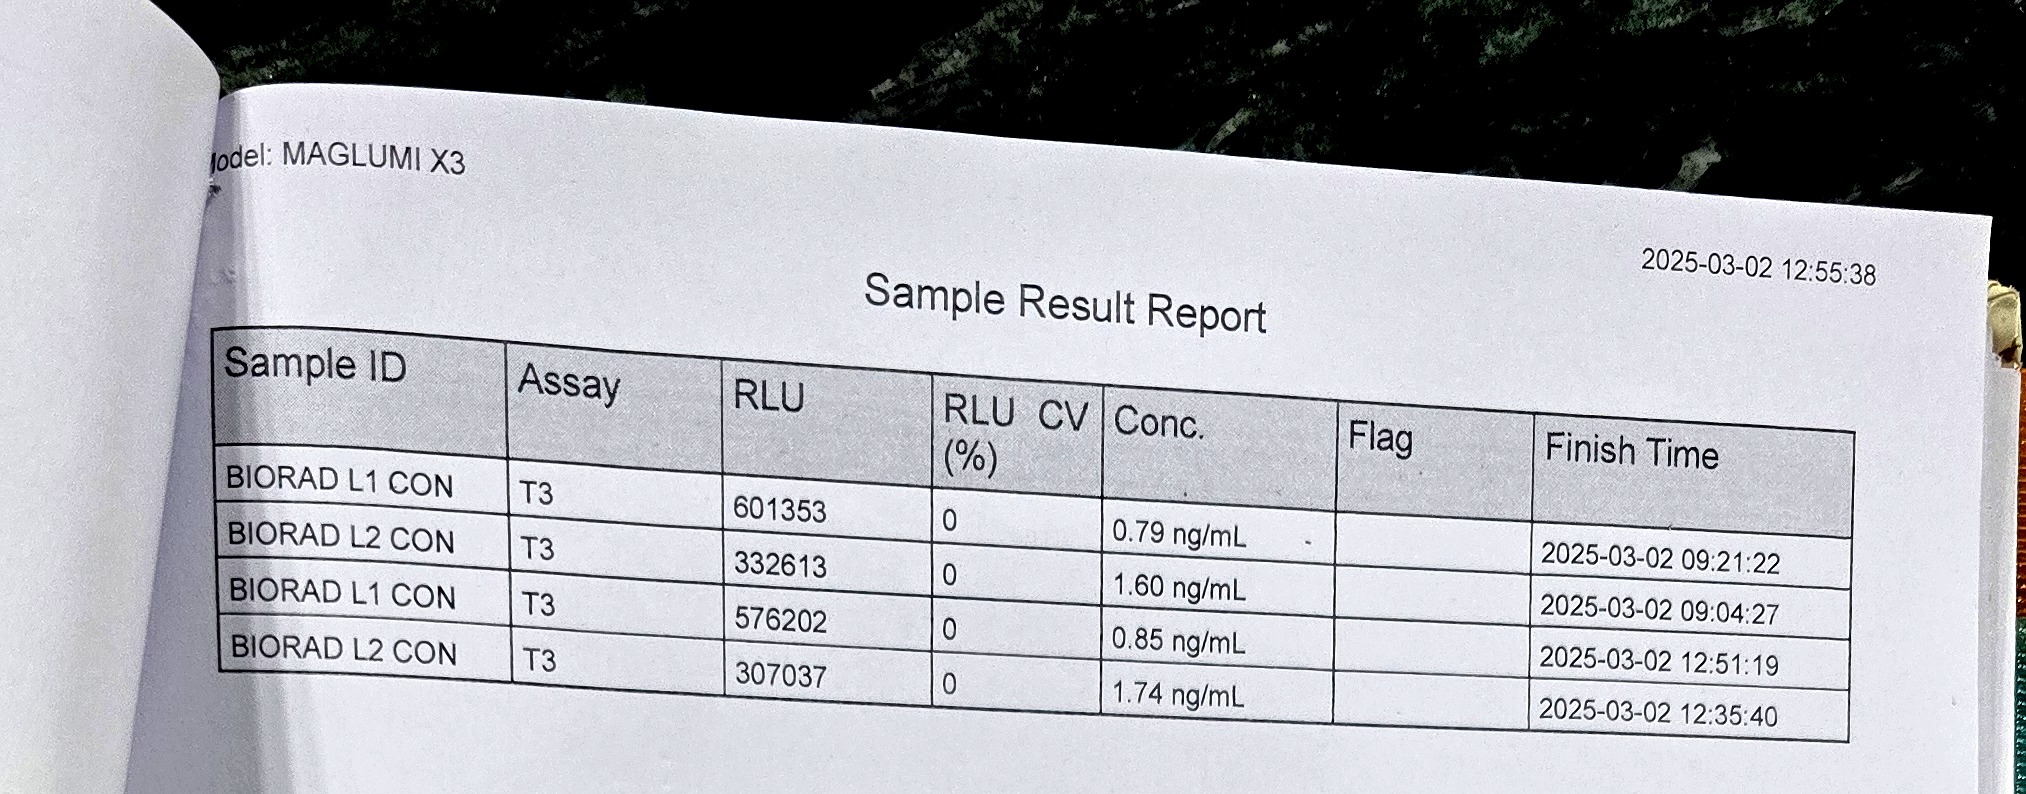 odel: MAGLUMI X3
2025-03-02 12:55:38
Sample Result Report
Sample ID Assay RLU RLU CV (%) Conc. Flag Finish Time
BIORAD L1 CON T3 601353 0 0.79 ng/mL 2025-03-02 09:21:22
BIORAD L2 CON T3 332613 0 1.60 ng/mL 2025-03-02 09:04:27
BIORAD L1 CON T3 576202 0 0.85 ng/mL 2025-03-02 12:51:19
BIORAD L2 CON T3 307037 0 1.74 ng/mL 2025-03-02 12:35:40